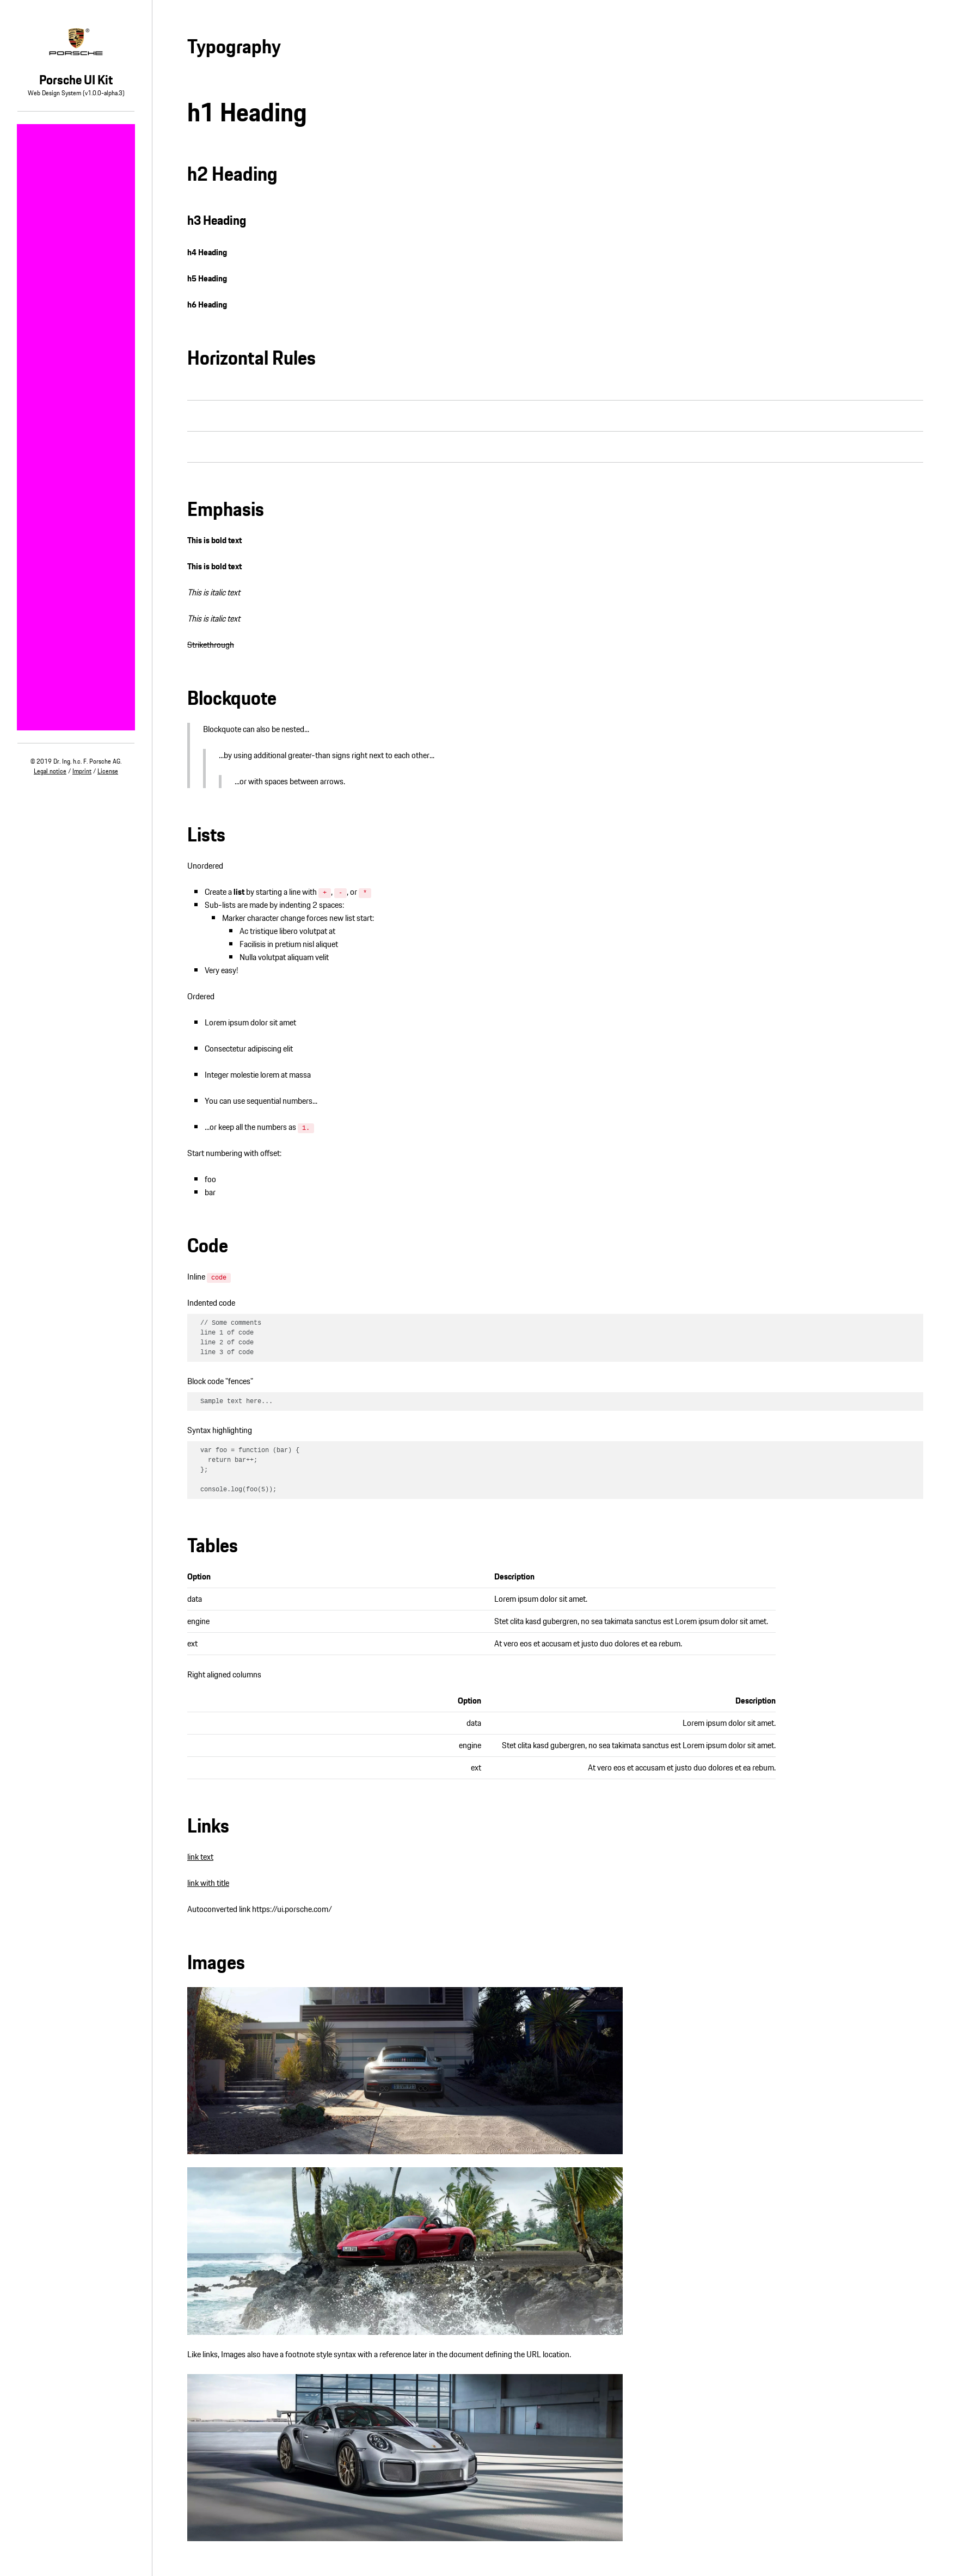 PORSCHE
Porsche UI Kit
Web Design System (v1.0.0-alpha.3)
© 2019 Dr. Ing. h.c. F. Porsche AG.
Legal notice / Imprint / License
Typography
h1 Heading
h2 Heading
h3 Heading
h4 Heading
h5 Heading
h6 Heading
Horizontal Rules
Emphasis
This is bold text
This is bold text
This is italic text
This is italic text
Strikethrough
Blockquote
Blockquote can also be nested...
...by using additional greater-than signs right next to each other...
...or with spaces between arrows.
Lists
Unordered
Create a list by starting a line with +, -, or *
Sub-lists are made by indenting 2 spaces:
Marker character change forces new list start:
Ac tristique libero volutpat at
Facilisis in pretium nisl aliquet
Nulla volutpat aliquam velit
Very easy!
Ordered
Lorem ipsum dolor sit amet
Consectetur adipiscing elit
Integer molestie lorem at massa
You can use sequential numbers...
...or keep all the numbers as 1.
Start numbering with offset:
foo
bar
Code
Inline code
Indented code
// Some comments
line 1 of code
line 2 of code
line 3 of code
Block code "fences"
Sample text here...
Syntax highlighting
var foo = function (bar) {
return bar++;
};
console.log(foo(5));
Tables
Option Description
data Lorem ipsum dolor sit amet.
engine Stet clita kasd gubergren, no sea takimata sanctus est Lorem ipsum dolor sit amet.
ext At vero eos et accusam et justo duo dolores et ea rebum.
Right aligned columns
Option Description
data Lorem ipsum dolor sit amet.
engine Stet clita kasd gubergren, no sea takimata sanctus est Lorem ipsum dolor sit amet.
ext At vero eos et accusam et justo duo dolores et ea rebum.
Links
link text
link with title
Autoconverted link https://ui.porsche.com/
Images
Like links, Images also have a footnote style syntax with a reference later in the document defining the URL location.